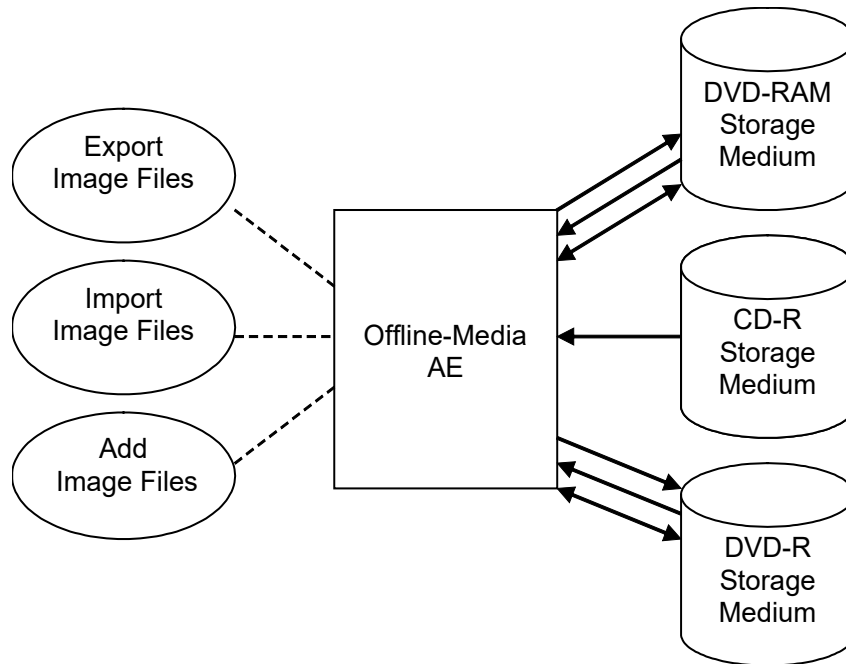 Export
Image Files
Import
Image Files
Add
Image Files
Offline-Media
AE
DVD-RAM
Storage
Medium
CD-R
Storage
Medium
DVD-R
Storage
Medium